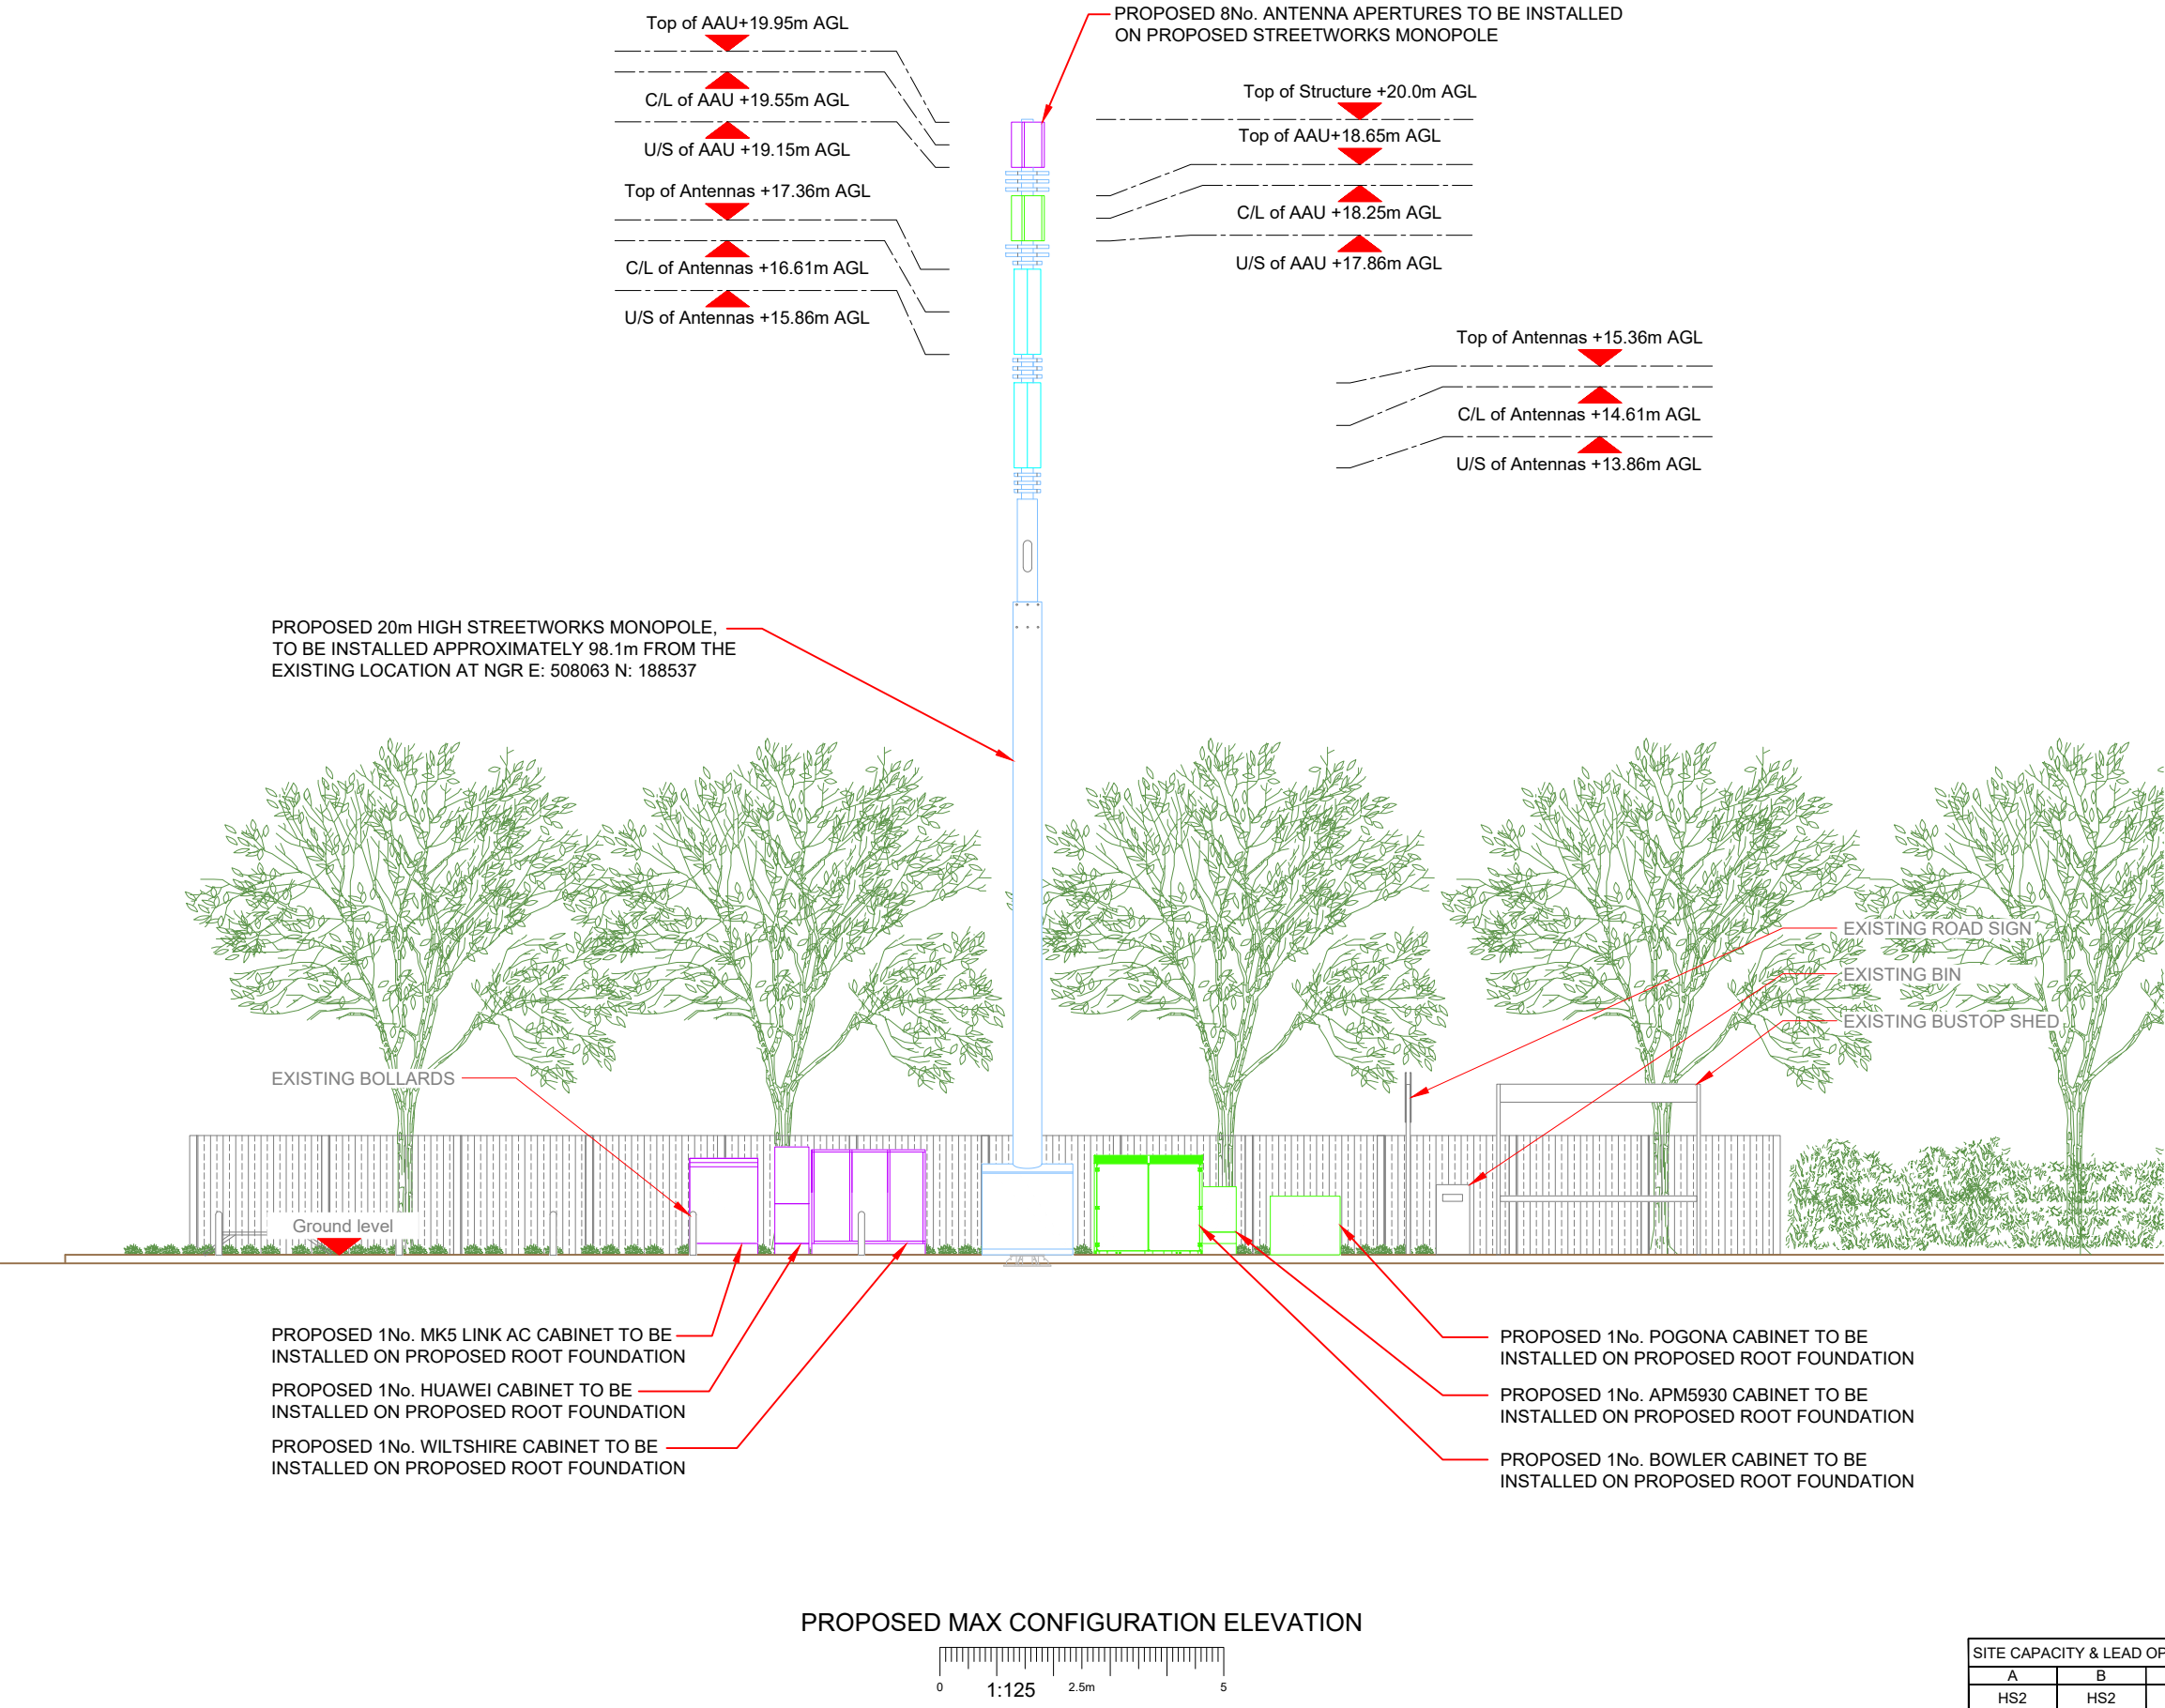 Top of AAU+19.95m AGL
C/L of AAU +19.55m AGL
U/S of AAU +19.15m AGL
Top of Antennas +17.36m AGL
C/L of Antennas +16.61m AGL
U/S of Antennas +15.86m AGL
PROPOSED 8No. ANTENNA APERTURES TO BE INSTALLED
ON PROPOSED STREETWORKS MONOPOLE
Top of Structure +20.0m AGL
Top of AAU+18.65m AGL
C/L of AAU +18.25m AGL
U/S of AAU +17.86m AGL
Top of Antennas +15.36m AGL
C/L of Antennas +14.61m AGL
U/S of Antennas +13.86m AGL
PROPOSED 20m HIGH STREETWORKS MONOPOLE,
TO BE INSTALLED APPROXIMATELY 98.1m FROM THE
EXISTING LOCATION AT NGR E: 508063 N: 188537
EXISTING ROAD SIGN
EXISTING BIN
EXISTING BUSTOP SHED
EXISTING BOLLARDS
Ground level
PROPOSED 1No. MK5 LINK AC CABINET TO BE
INSTALLED ON PROPOSED ROOT FOUNDATION
PROPOSED 1No. HUAWEI CABINET TO BE
INSTALLED ON PROPOSED ROOT FOUNDATION
PROPOSED 1No. WILTSHIRE CABINET TO BE
INSTALLED ON PROPOSED ROOT FOUNDATION
PROPOSED 1No. POGONA CABINET TO BE
INSTALLED ON PROPOSED ROOT FOUNDATION
PROPOSED 1No. APM5930 CABINET TO BE
INSTALLED ON PROPOSED ROOT FOUNDATION
PROPOSED 1No. BOWLER CABINET TO BE
INSTALLED ON PROPOSED ROOT FOUNDATION
PROPOSED MAX CONFIGURATION ELEVATION
0 1:125 2.5m 5
SITE CAPACITY & LEAD OP
A B
HS2 HS2